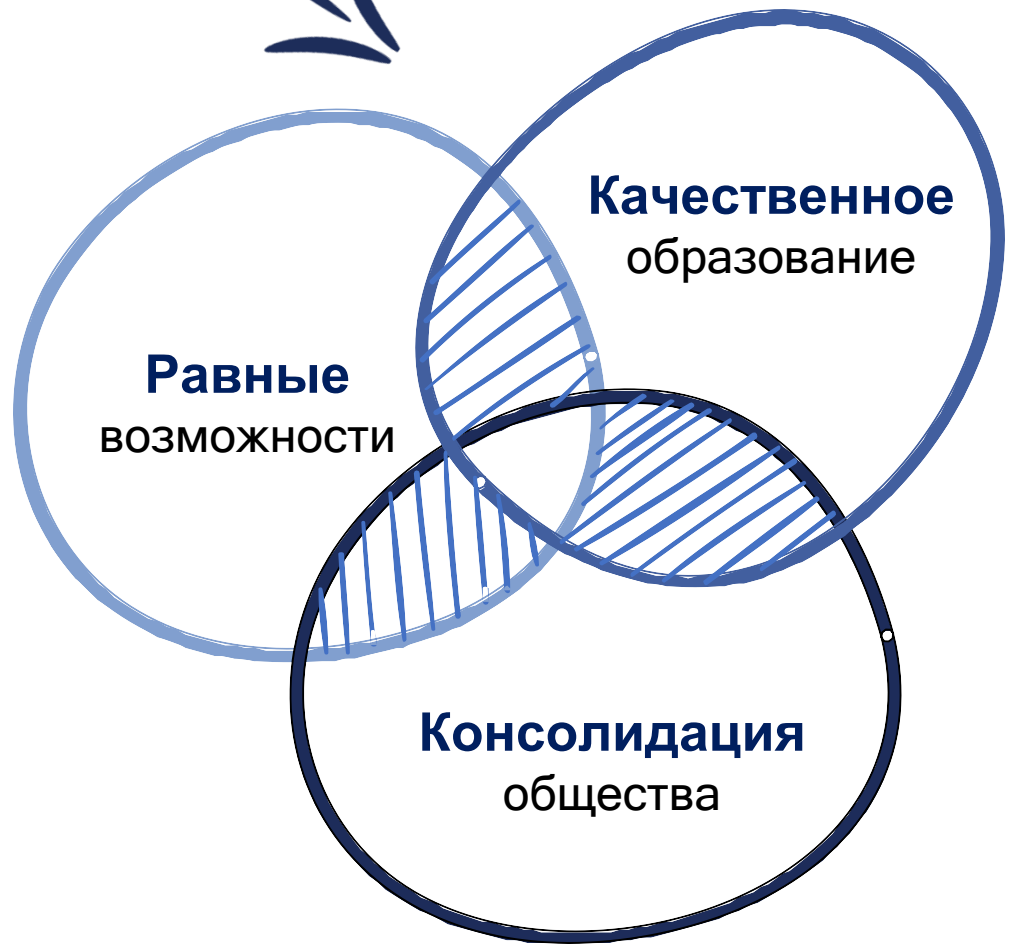 Качественное
образование
Равные
возможности
Консолидация
общества